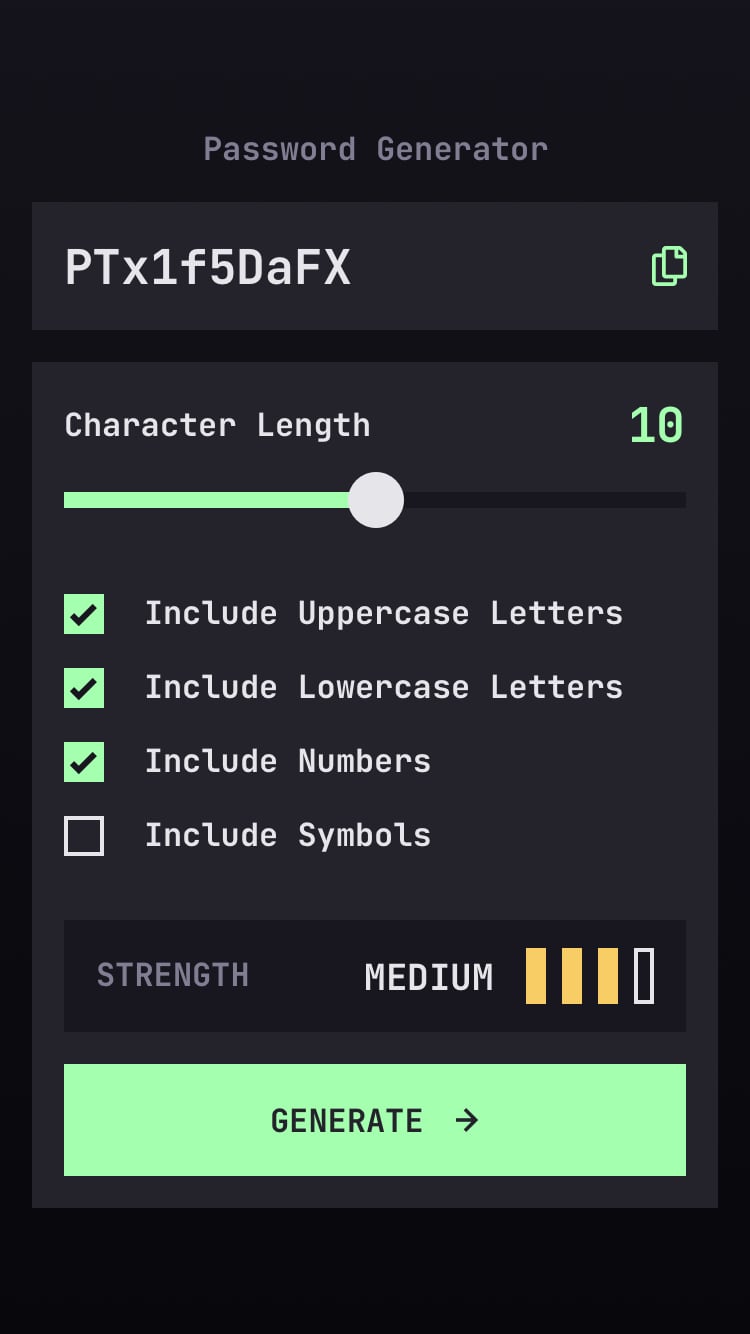 Password Generator
PTx1f5DaFX
Character Length 10
Include Uppercase Letters
Include Lowercase Letters
Include Numbers
Include Symbols
STRENGTH MEDIUM
GENERATE →